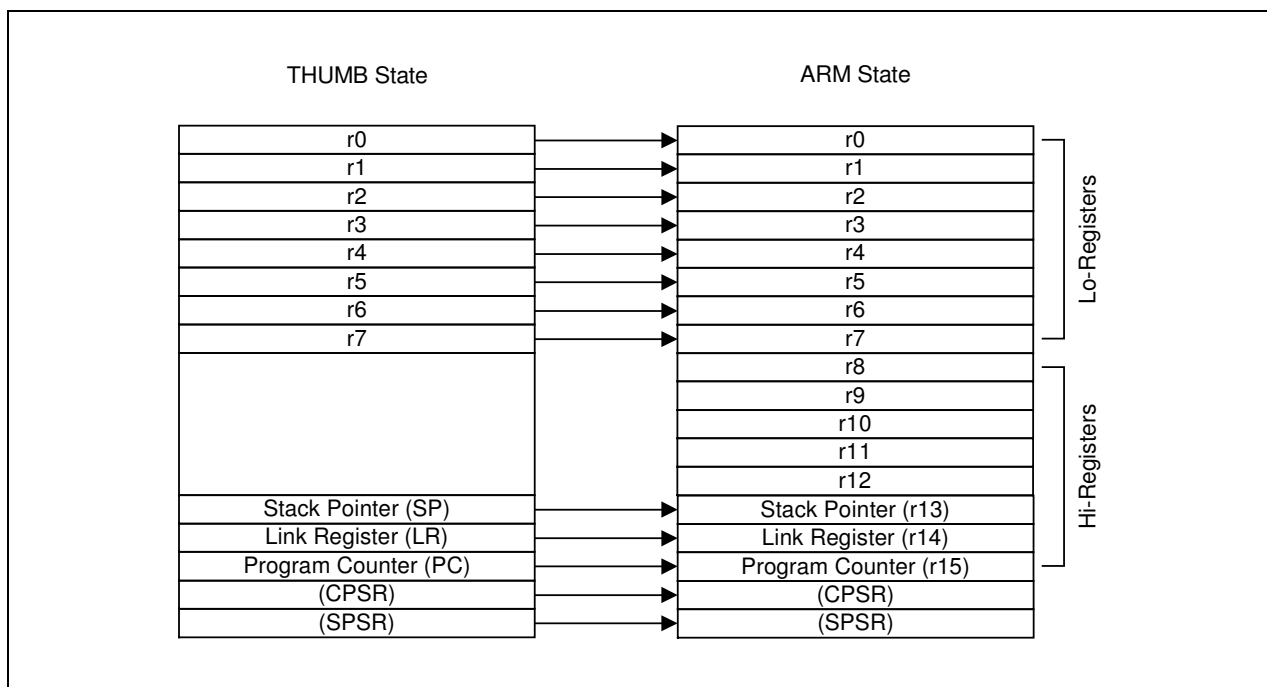 THUMB State
ARM State
r0
r0
r1
r1
r2
r2
r3
r3
r4
r4
r5
r5
r6
r6
r7
r7
r8
r9
r10
r11
r12
Stack Pointer (SP)
Stack Pointer (r13)
Link Register (LR)
Link Register (r14)
Program Counter (PC)
Program Counter (r15)
(CPSR)
(CPSR)
(SPSR)
(SPSR)
Lo-Registers
Hi-Registers